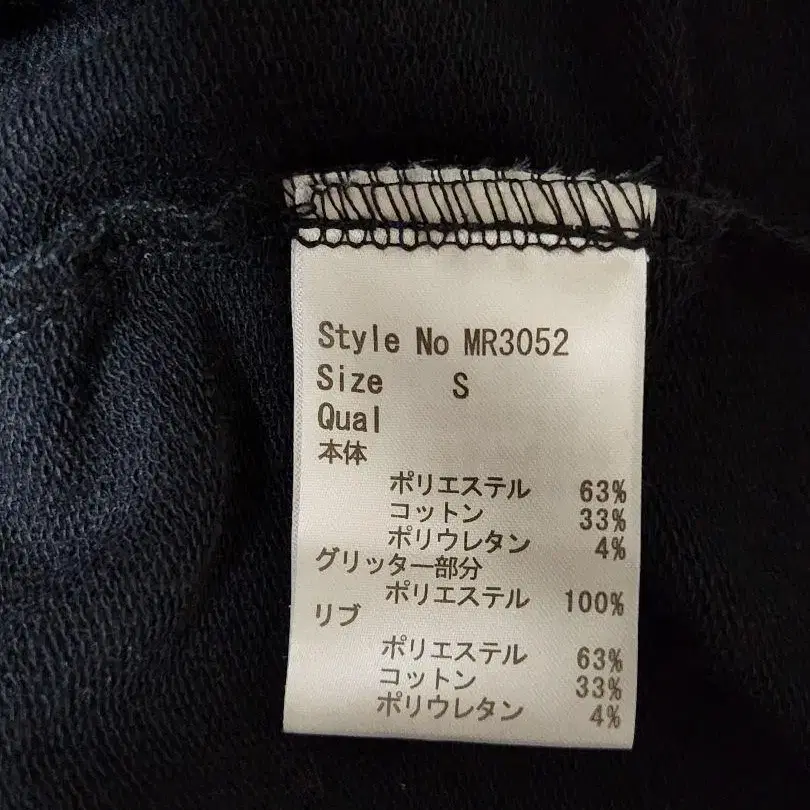 Style No MR3052
Size S
Qual
本体
ポリエステル 63%
コットン 33%
ポリウレタン 4%
グリッター部分
ポリエステル 100%
リブ
ポリエステル 63%
コットン 33%
ポリウレタン 4%